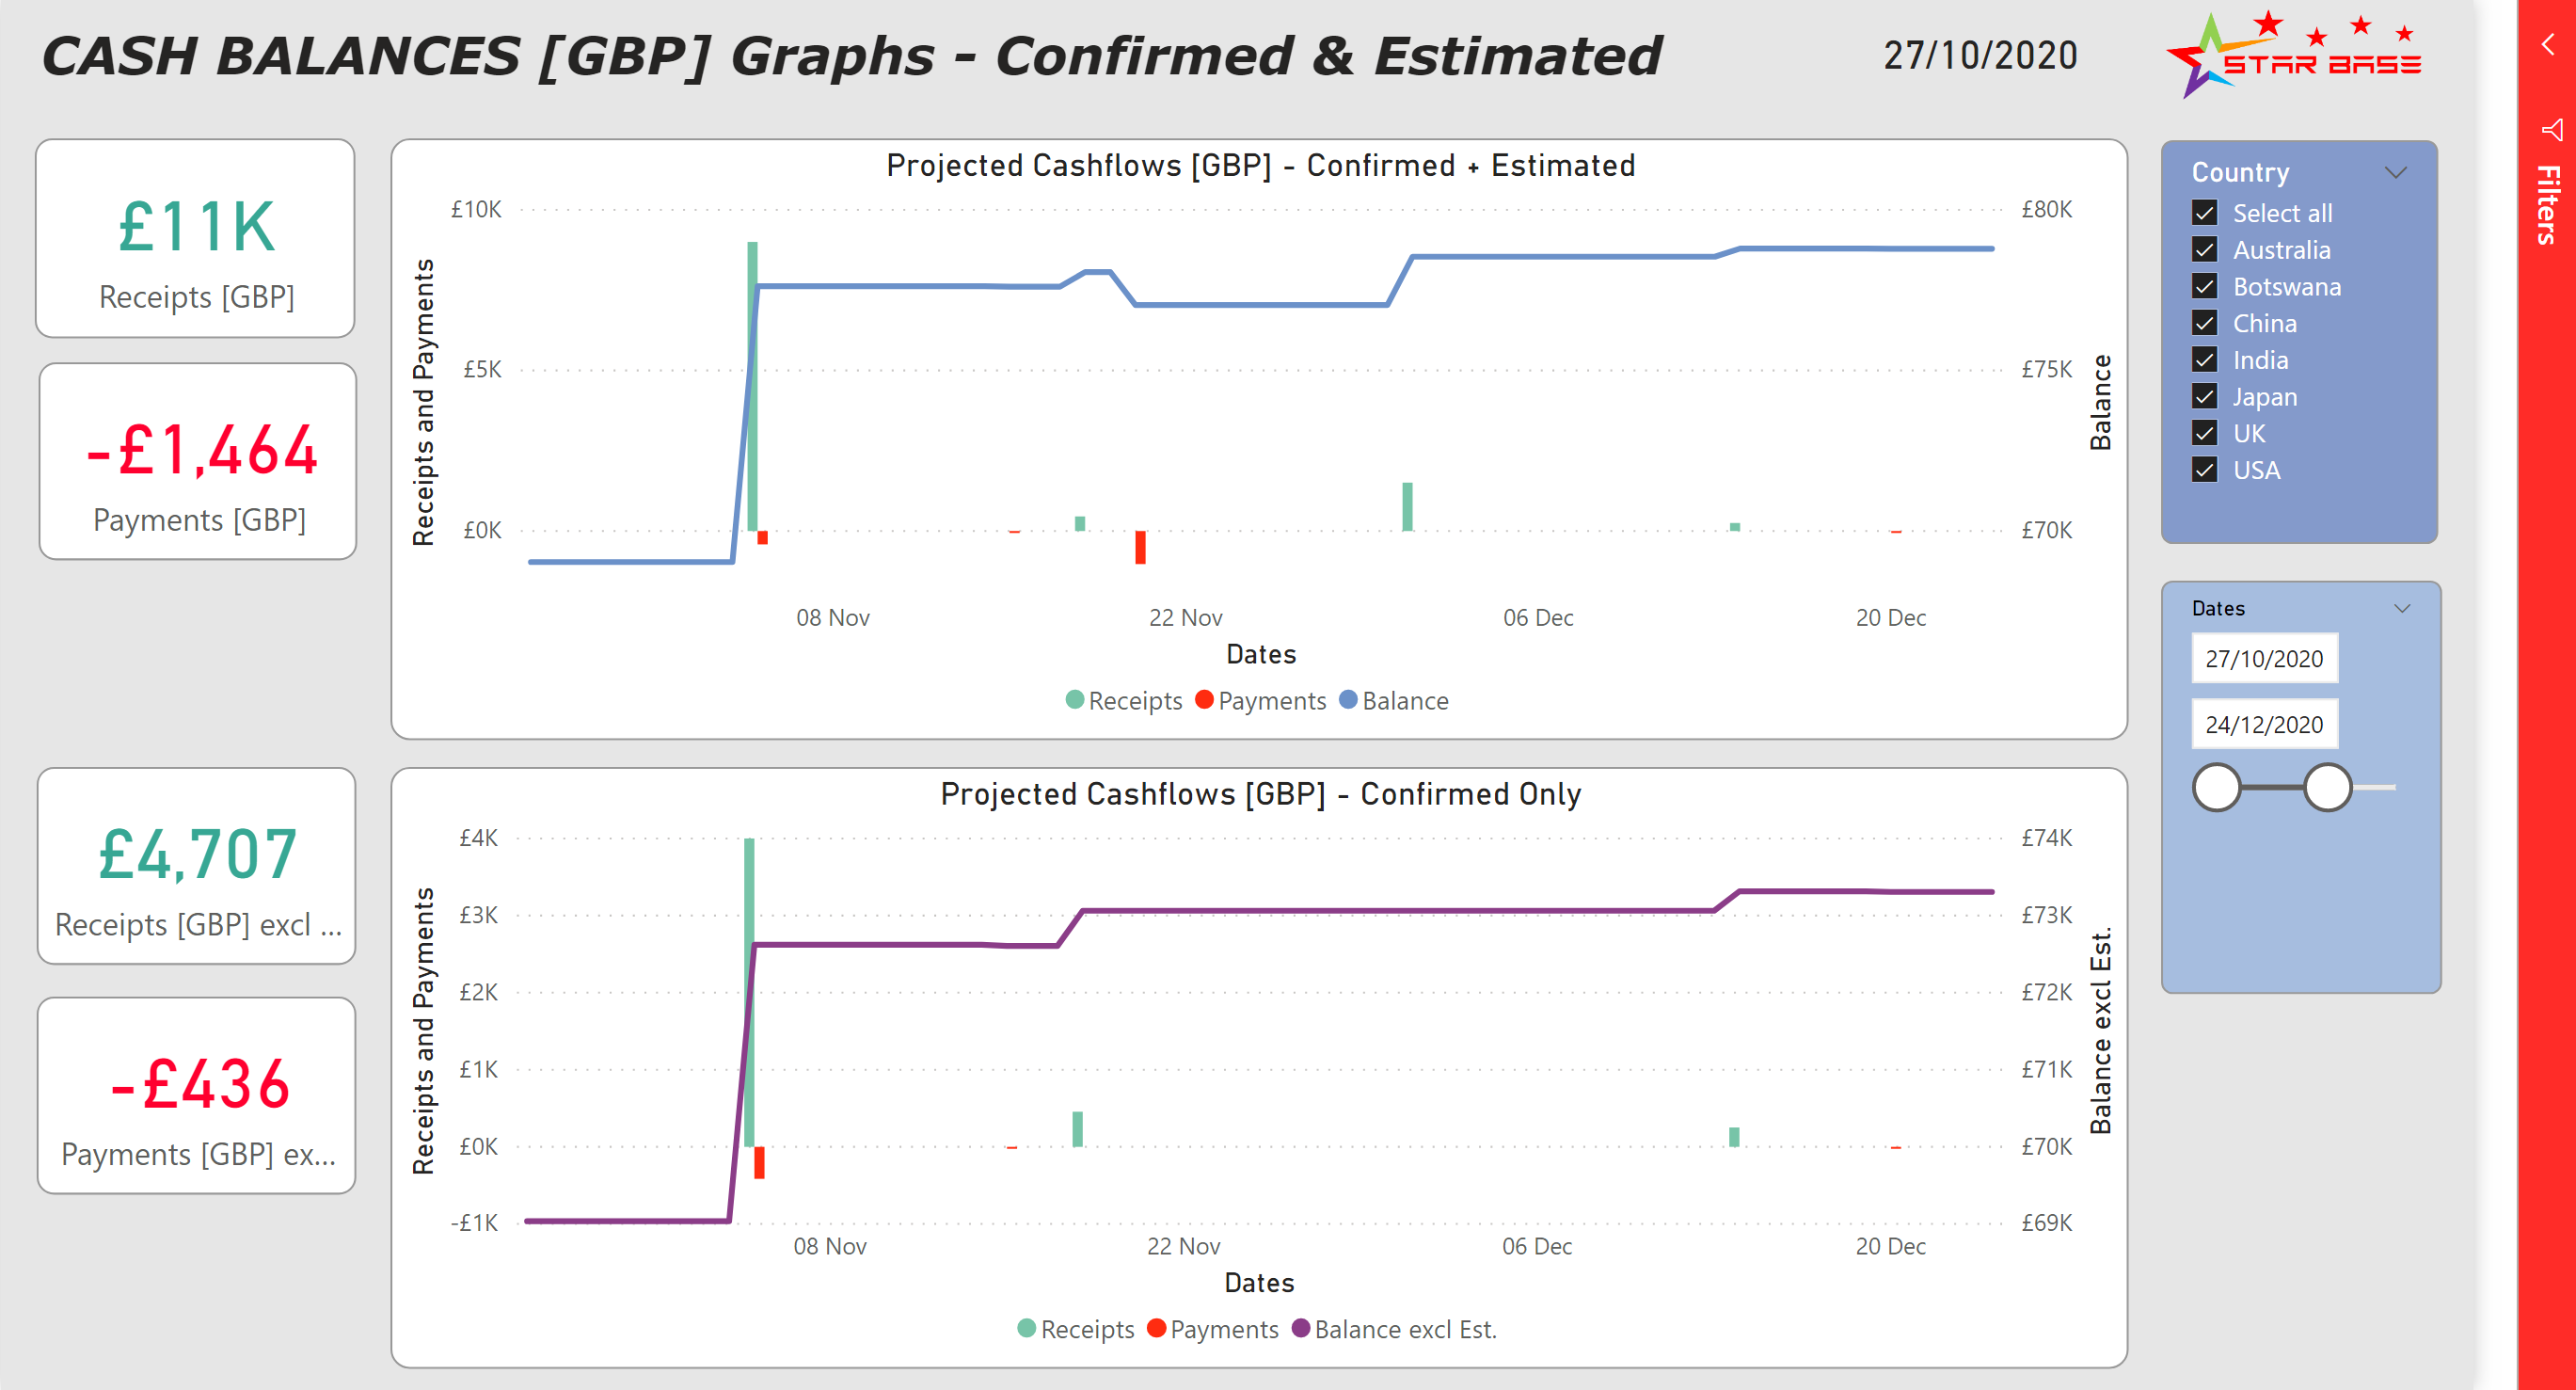 CASH BALANCES [GBP] Graphs - Confirmed & Estimated
27/10/2020
STAR BASE
Filters
£11K
Receipts [GBP]
-£1,464
Payments [GBP]
£4,707
Receipts [GBP] excl ...
-£436
Payments [GBP] ex...
Projected Cashflows [GBP] - Confirmed + Estimated
Receipts and Payments
£10K
£5K
£0K
£80K
£75K
£70K
Balance
08 Nov
22 Nov
06 Dec
20 Dec
Dates
Receipts
Payments
Balance
Projected Cashflows [GBP] - Confirmed Only
Receipts and Payments
£4K
£3K
£2K
£1K
£0K
-£1K
£74K
£73K
£72K
£71K
£70K
£69K
Balance excl Est.
08 Nov
22 Nov
06 Dec
20 Dec
Dates
Receipts
Payments
Balance excl Est.
Country
Select all
Australia
Botswana
China
India
Japan
UK
USA
Dates
27/10/2020
24/12/2020